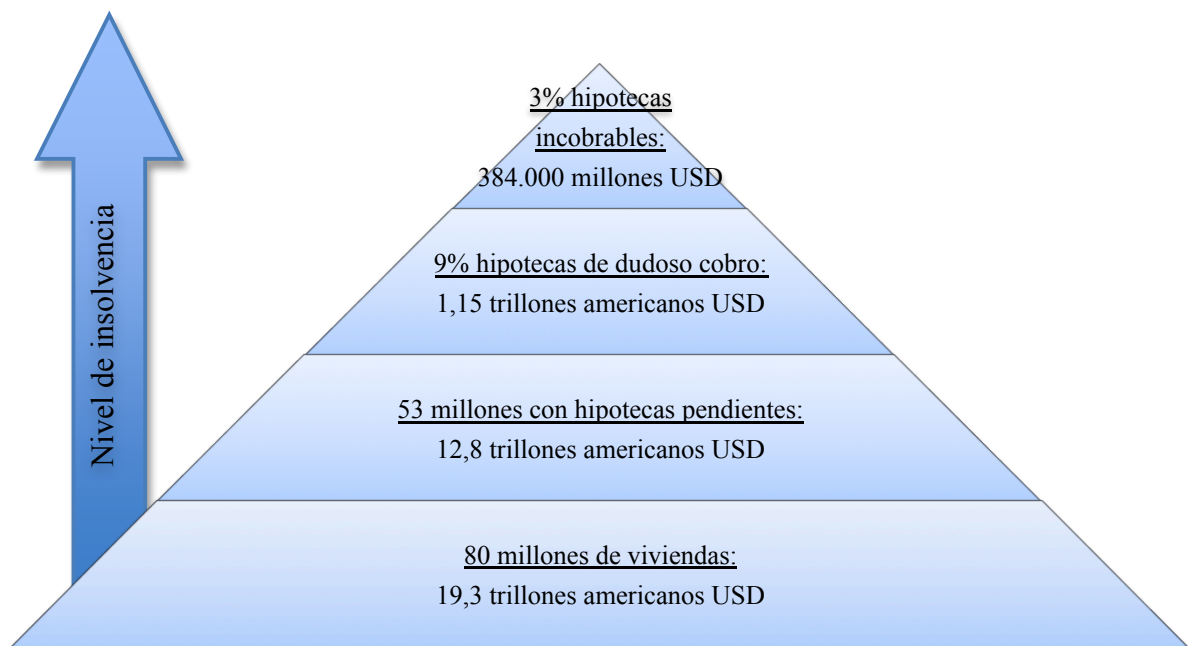 3% hipotecas
incobrables:
384.000 millones USD
9% hipotecas de dudoso cobro:
1,15 trillones americanos USD
53 millones con hipotecas pendientes:
12,8 trillones americanos USD
80 millones de viviendas:
19,3 trillones americanos USD
Nivel de insolvencia